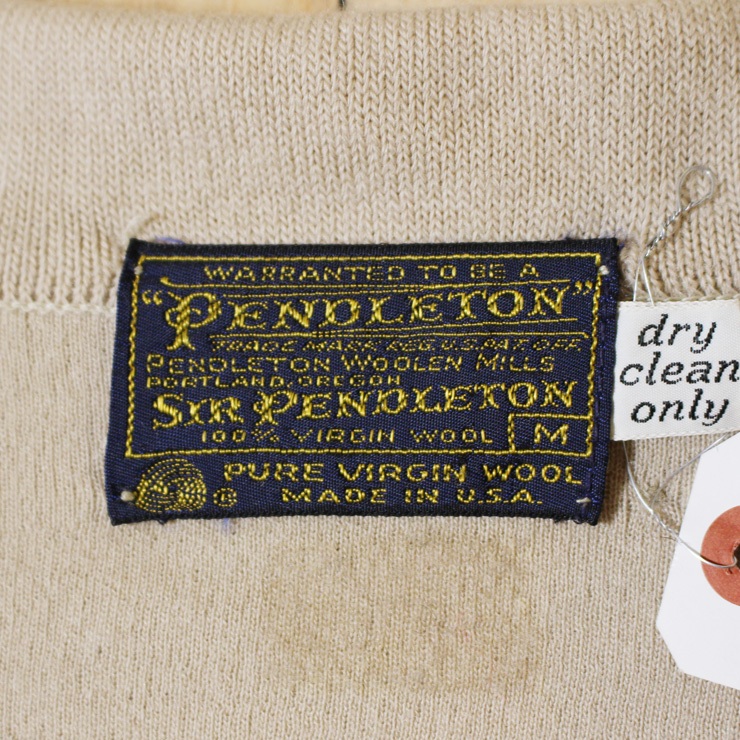 WARRANTED TO BE A
"PENDLETON"
TRADE MARK REG. U.S. PAT. OFF.
PENDLETON WOOLEN MILLS
PORTLAND, OREGON
SIR PENDLETON
100% VIRGIN WOOL M
PURE VIRGIN WOOL
® MADE IN U.S.A.
dry
clean
only